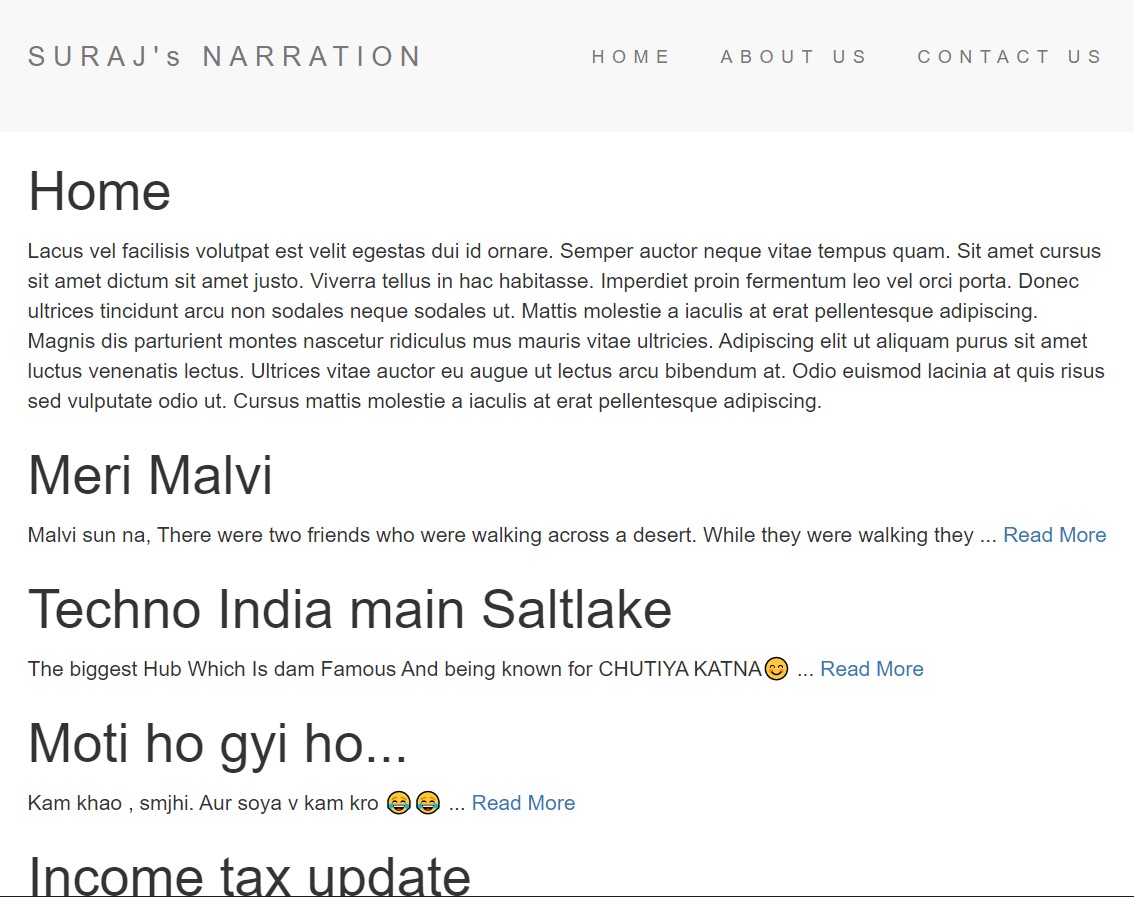 SURAJ's NARRATION
HOME ABOUT US CONTACT US
Home
Lacus vel facilisis volutpat est velit egestas dui id ornare. Semper auctor neque vitae tempus quam. Sit amet cursus
sit amet dictum sit amet justo. Viverra tellus in hac habitasse. Imperdiet proin fermentum leo vel orci porta. Donec
ultrices tincidunt arcu non sodales neque sodales ut. Mattis molestie a iaculis at erat pellentesque adipiscing.
Magnis dis parturient montes nascetur ridiculus mus mauris vitae ultricies. Adipiscing elit ut aliquam purus sit amet
luctus venenatis lectus. Ultrices vitae auctor eu augue ut lectus arcu bibendum at. Odio euismod lacinia at quis risus
sed vulputate odio ut. Cursus mattis molestie a iaculis at erat pellentesque adipiscing.
Meri Malvi
Malvi sun na, There were two friends who were walking across a desert. While they were walking they ... Read More
Techno India main Saltlake
The biggest Hub Which Is dam Famous And being known for CHUTIYA KATNA😊 ... Read More
Moti ho gyi ho...
Kam khao , smjhi. Aur soya v kam kro 😂😂 ... Read More
Income tax update